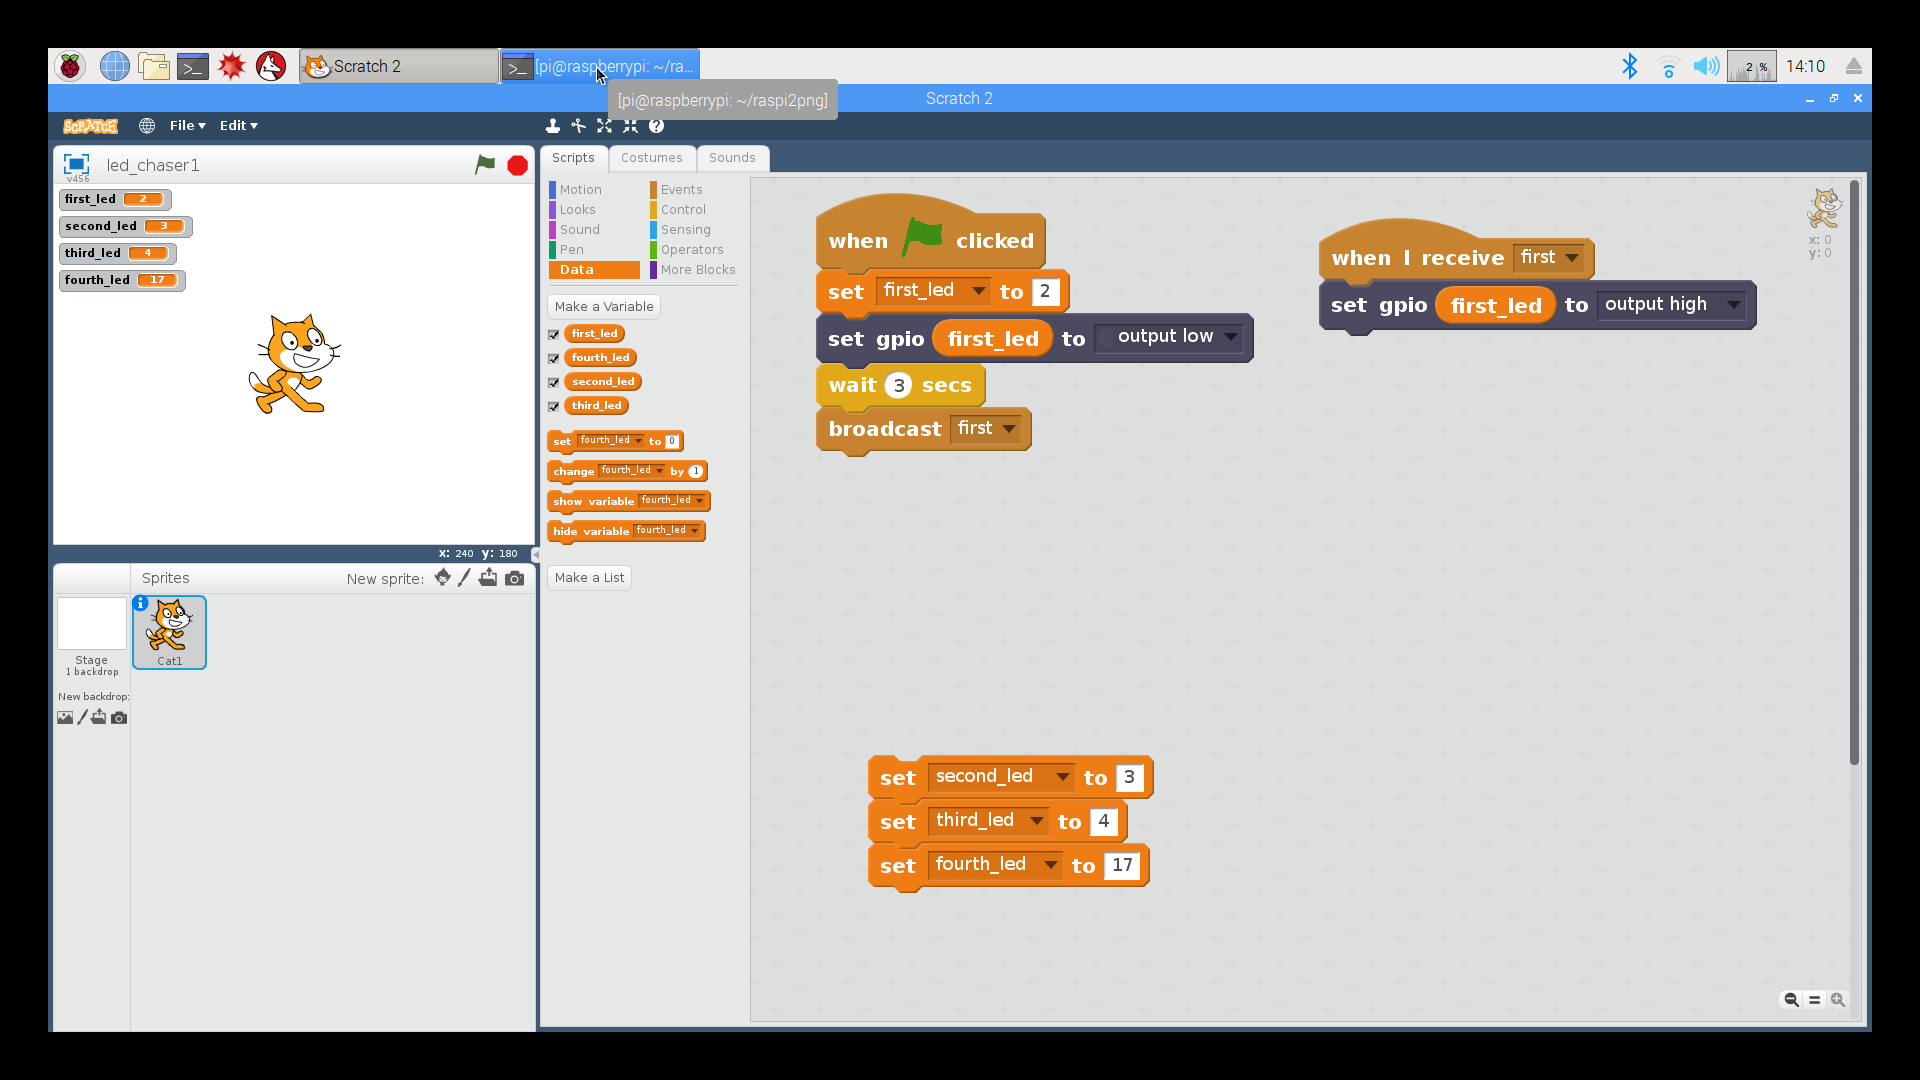 Scratch 2
[pi@raspberrypi: ~/ra...
2 %
14:10
[pi@raspberrypi: ~/raspi2png]
Scratch 2
SCRATCH
File
Edit
v456
led_chaser1
first_led 2
second_led 3
third_led 4
fourth_led 17
x: 240 y: 180
Sprites
New sprite:
Stage
1 backdrop
New backdrop:
Cat1
Scripts
Costumes
Sounds
Motion
Events
Looks
Control
Sound
Sensing
Pen
Operators
Data
More Blocks
Make a Variable
first_led
fourth_led
second_led
third_led
set fourth_led to 0
change fourth_led by 1
show variable fourth_led
hide variable fourth_led
Make a List
when clicked
set first_led to 2
set gpio first_led to output low
wait 3 secs
broadcast first
when I receive first
set gpio first_led to output high
x: 0
y: 0
set second_led to 3
set third_led to 4
set fourth_led to 17